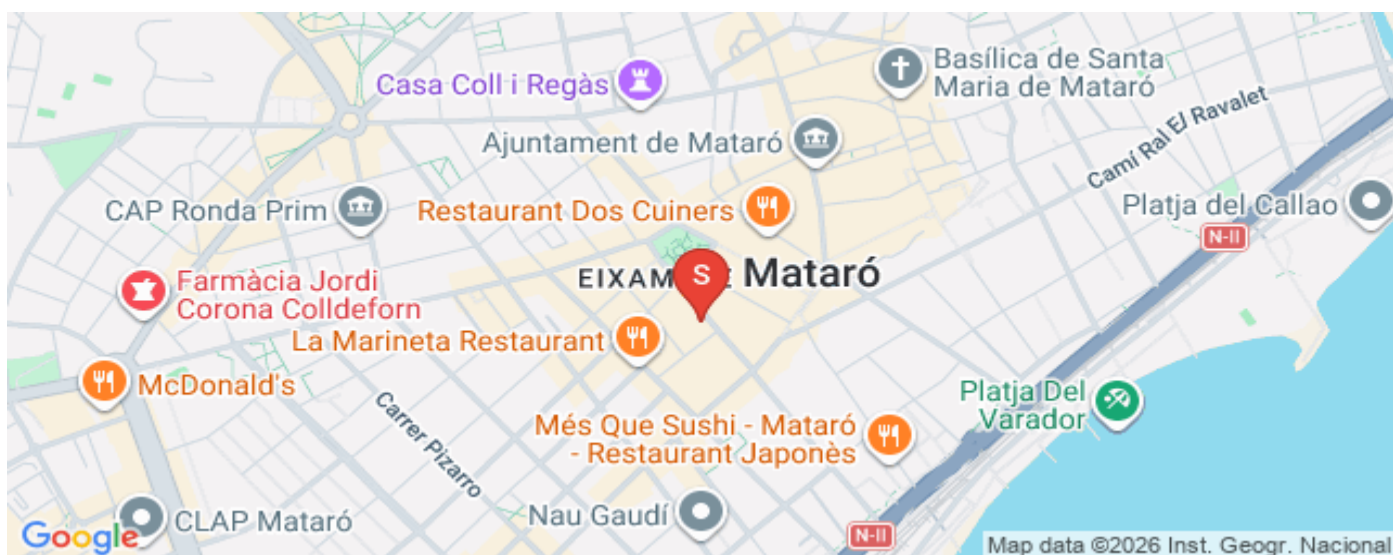 Casa Coll i Regàs
Basílica de Santa
Maria de Mataró
Ajuntament de Mataró
Camí Ral El Ravalet
CAP Ronda Prim
Restaurant Dos Cuiners
Platja del Callao
N-II
Farmàcia Jordi
Corona Colldeforn
EIXAM
E
S
Mataró
La Marineta Restaurant
McDonald's
Carrer Pizarro
Platja Del
Varador
Més Que Sushi - Mataró
- Restaurant Japonès
Nau Gaudí
CLAP Mataró
N-II
Google
Map data ©2026 Inst. Geogr. Nacional